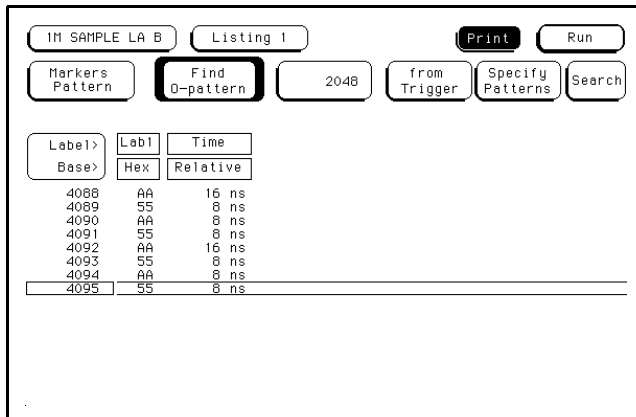 1M SAMPLE LA B Listing 1 Print Run
Markers Pattern Find O-pattern 2048 from Trigger Specify Patterns Search
Label> Lab1 Time
Base> Hex Relative
4088 AA 16 ns
4089 55 8 ns
4090 AA 8 ns
4091 55 8 ns
4092 AA 16 ns
4093 55 8 ns
4094 AA 8 ns
4095 55 8 ns